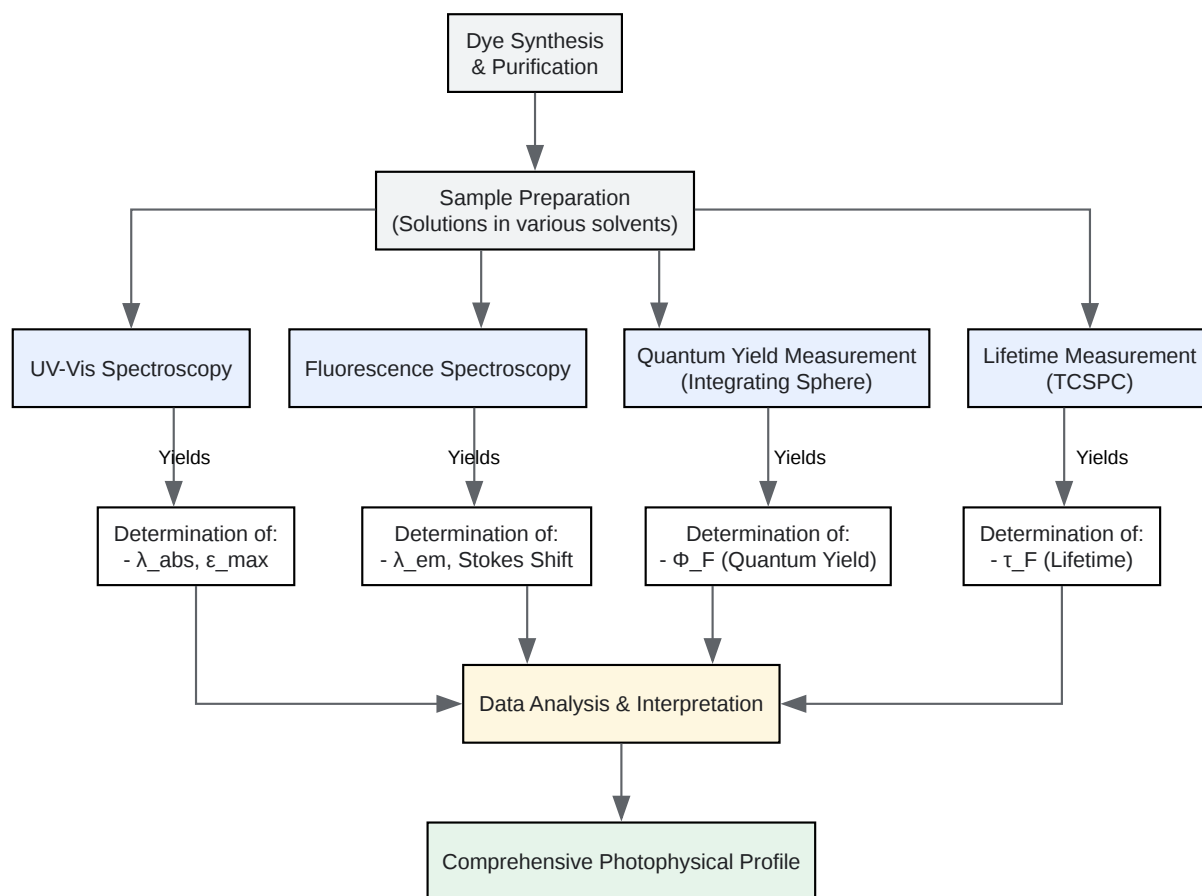 Dye Synthesis
& Purification
Sample Preparation
(Solutions in various solvents)
UV-Vis Spectroscopy
Fluorescence Spectroscopy
Quantum Yield Measurement
(Integrating Sphere)
Lifetime Measurement
(TCSPC)
Yields
Yields
Yields
Yields
Determination of:
- λ_abs, ε_max
Determination of:
- λ_em, Stokes Shift
Determination of:
- Φ_F (Quantum Yield)
Determination of:
- τ_F (Lifetime)
Data Analysis & Interpretation
Comprehensive Photophysical Profile